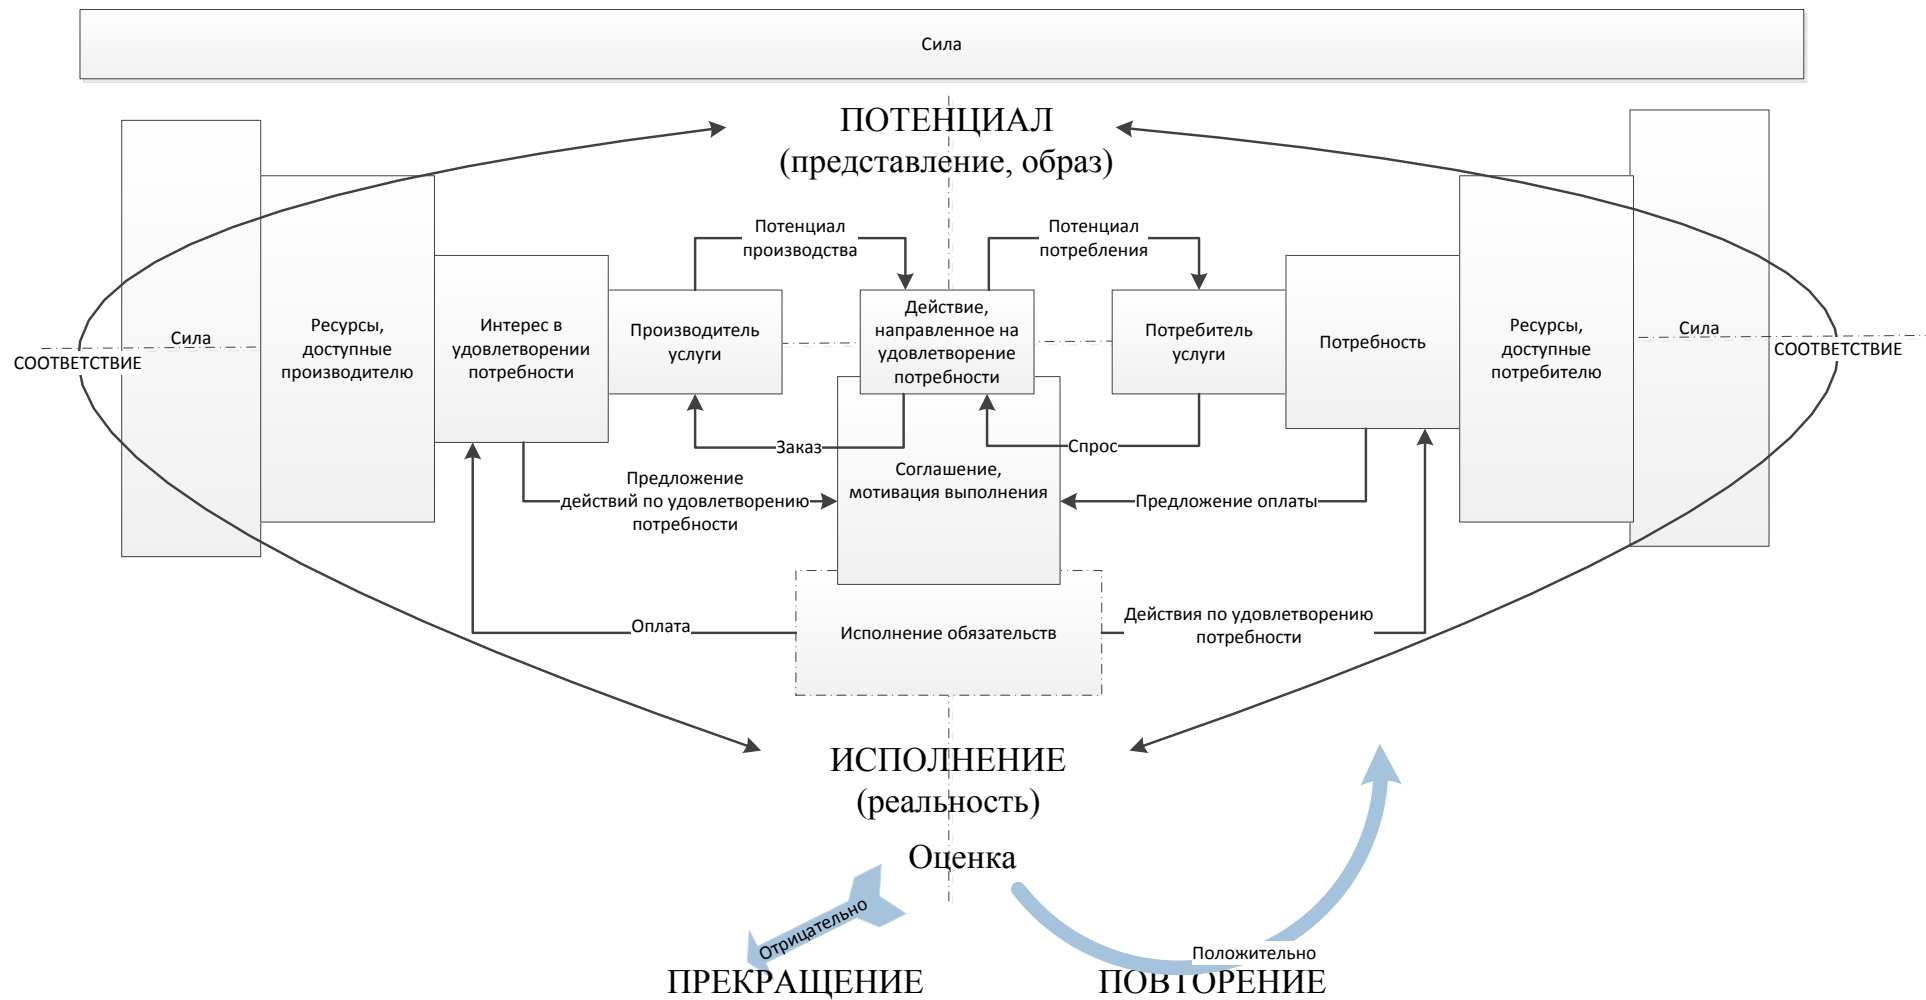 Сила
ПОТЕНЦИАЛ
(представление, образ)
Потенциал
производства
Потенциал
потребления
Сила
СООТВЕТСТВИЕ
Ресурсы,
доступные
производителю
Интерес в
удовлетворении
потребности
Производитель
услуги
Действие,
направленное на
удовлетворение
потребности
Потребитель
услуги
Потребность
Ресурсы,
доступные
потребителю
Сила
СООТВЕТСТВИЕ
Заказ
Спрос
Предложение
действий по удовлетворению
потребности
Соглашение,
мотивация выполнения
Предложение оплаты
Оплата
Исполнение обязательств
Действия по удовлетворению
потребности
ИСПОЛНЕНИЕ
(реальность)
Оценка
Отрицательно
Положительно
ПРЕКРАЩЕНИЕ
ПОВТОРЕНИЕ